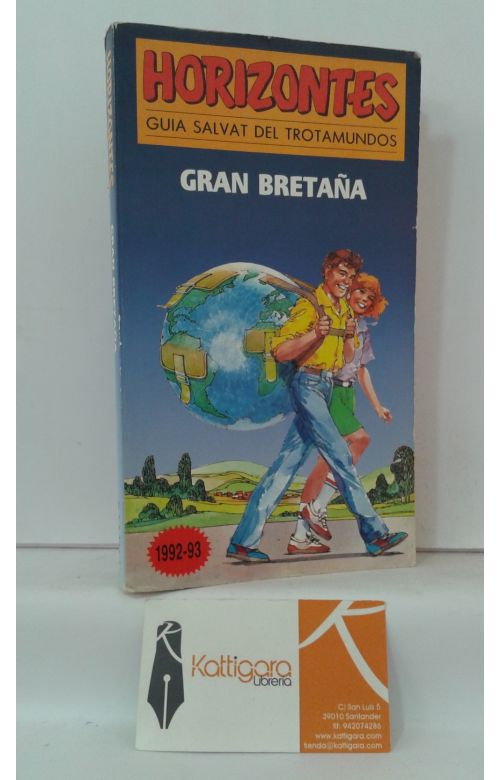 HORIZONTES
GUIA SALVAT DEL TROTAMUNDOS
GRAN BRETAÑA
1992-93
Kattigara
Librería
C/ San Luis 5
39010 Santander
tlf: 942074286
www.kattigara.com
tienda@kattigara.com